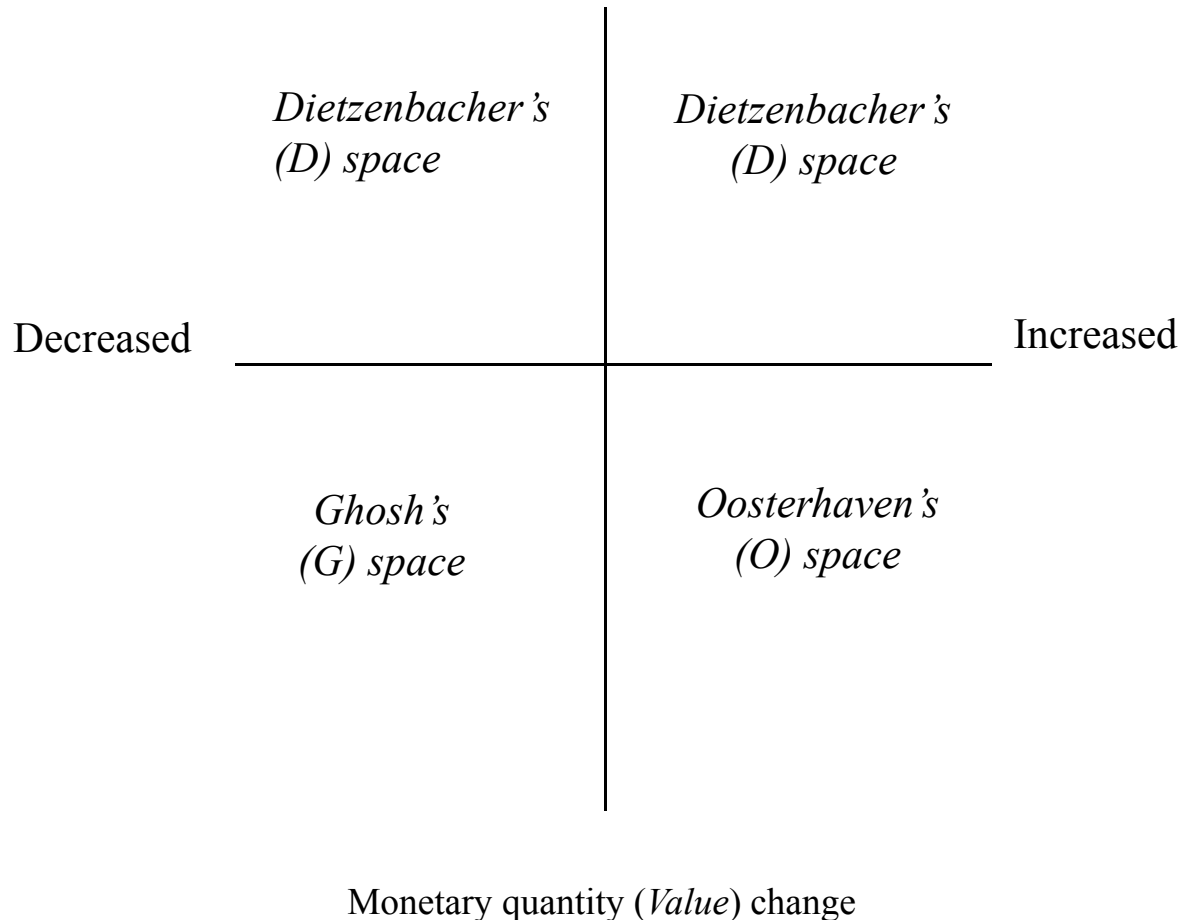 Dietzenbacher’s
(D) space
Dietzenbacher’s
(D) space
Decreased
Increased
Ghosh’s
(G) space
Oosterhaven’s
(O) space
Monetary quantity (Value) change